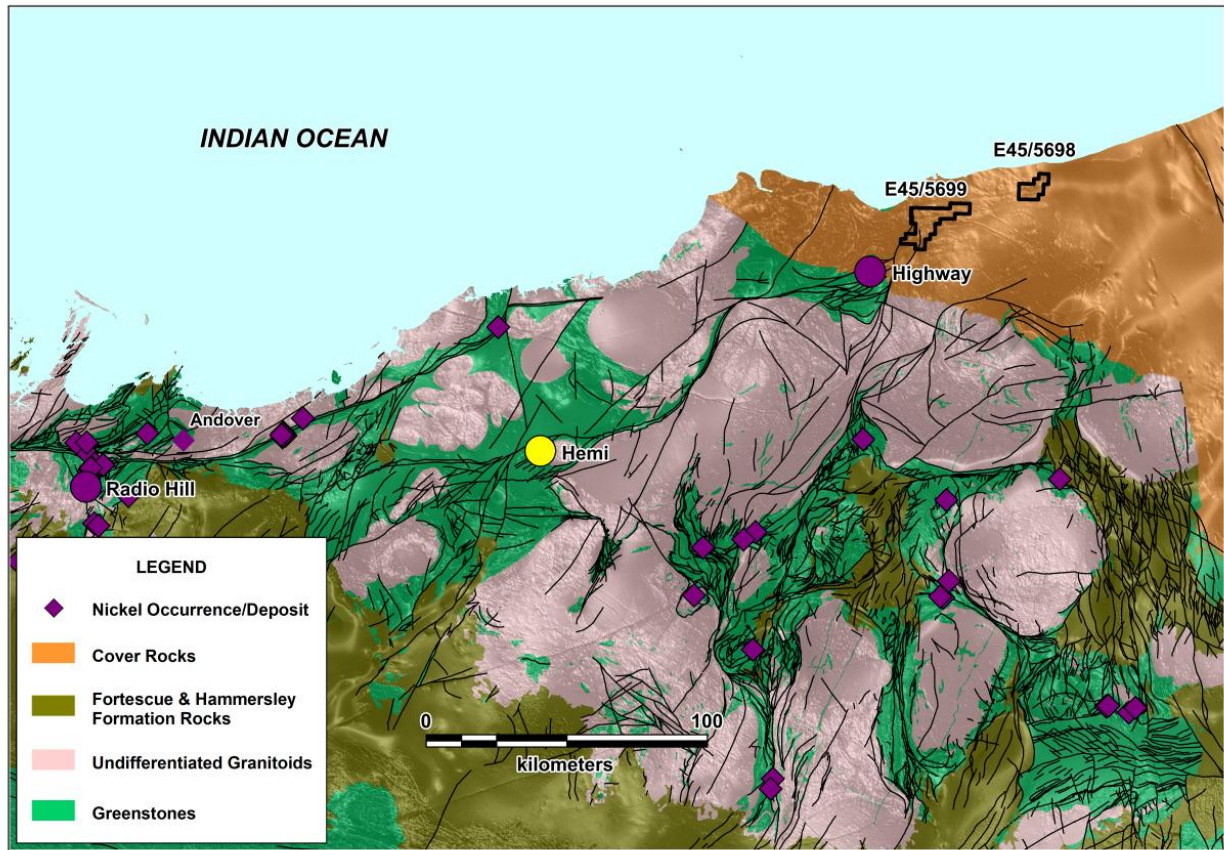 INDIAN OCEAN
E45/5698
E45/5699
Highway
Andover
Hemi
Radio Hill
LEGEND
Nickel Occurrence/Deposit
Cover Rocks
Fortescue & Hammersley
Formation Rocks
Undifferentiated Granitoids
Greenstones
0 100
kilometers